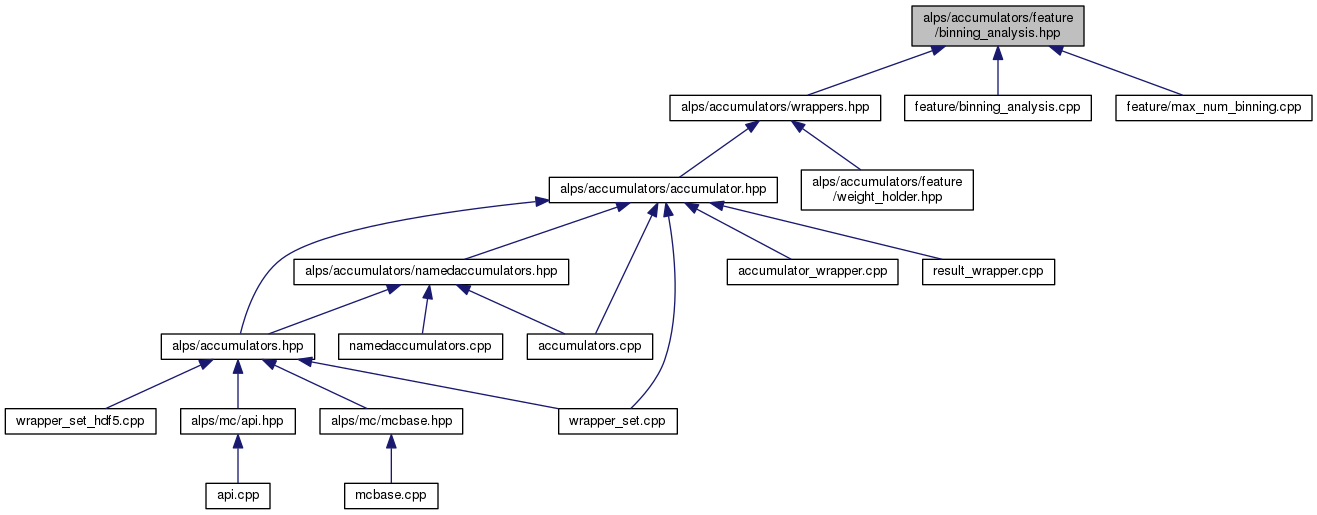 alps/accumulators/feature
/binning_analysis.hpp
alps/accumulators/wrappers.hpp
feature/binning_analysis.cpp
feature/max_num_binning.cpp
alps/accumulators/accumulator.hpp
alps/accumulators/feature
/weight_holder.hpp
alps/accumulators/namedaccumulators.hpp
accumulator_wrapper.cpp
result_wrapper.cpp
alps/accumulators.hpp
namedaccumulators.cpp
accumulators.cpp
wrapper_set_hdf5.cpp
alps/mc/api.hpp
alps/mc/mcbase.hpp
wrapper_set.cpp
api.cpp
mcbase.cpp